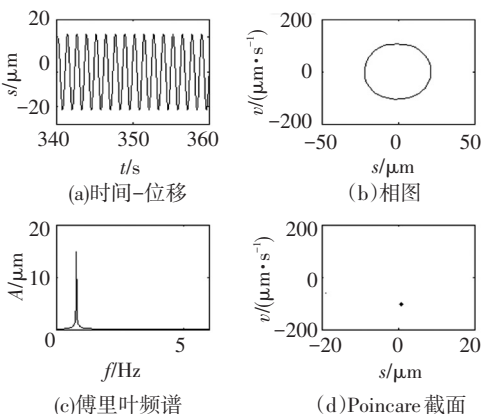 20
0
−20
s/μm
340
350
360
t/s
(a)时间−位移
200
0
−200
v/(μm•s⁻¹)
−50
0
50
s/μm
(b)相图
20
10
0
A/μm
5
f/Hz
(c)傅里叶频谱
200
0
−200
v/(μm•s⁻¹)
−20
0
20
s/μm
(d)Poincare截面